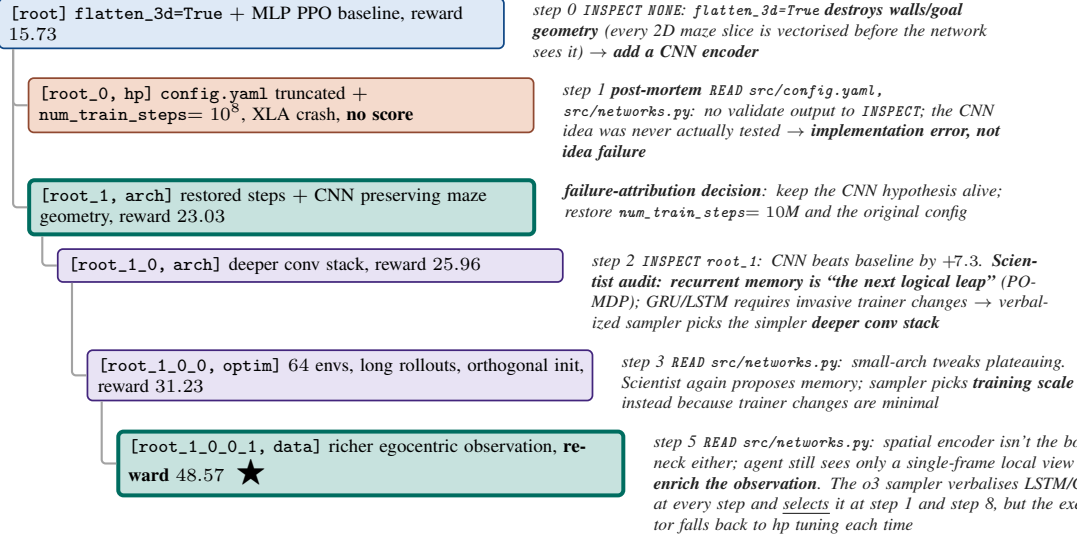 [root] flatten_3d=True + MLP PPO baseline, reward
15.73
step 0 INSPECT NONE: flatten_3d=True destroys walls/goal
geometry (every 2D maze slice is vectorised before the network
sees it) → add a CNN encoder
[root_0, hp] config.yaml truncated +
num_train_steps= 10⁸, XLA crash, no score
step 1 post-mortem READ src/config.yaml,
src/networks.py: no validate output to INSPECT; the CNN
idea was never actually tested → implementation error, not
idea failure
[root_1, arch] restored steps + CNN preserving maze
geometry, reward 23.03
failure-attribution decision: keep the CNN hypothesis alive;
restore num_train_steps= 10M and the original config
[root_1_0, arch] deeper conv stack, reward 25.96
step 2 INSPECT root_1: CNN beats baseline by +7.3. Scien-
tist audit: recurrent memory is “the next logical leap” (PO-
MDP); GRU/LSTM requires invasive trainer changes → verbal-
ized sampler picks the simpler deeper conv stack
[root_1_0_0, optim] 64 envs, long rollouts, orthogonal init,
reward 31.23
step 3 READ src/networks.py: small-arch tweaks plateauing.
Scientist again proposes memory; sampler picks training scale
instead because trainer changes are minimal
[root_1_0_0_1, data] richer egocentric observation, re-
ward 48.57 ★
step 5 READ src/networks.py: spatial encoder isn't the
neck either; agent still sees only a single-frame local view
enrich the observation. The o3 sampler verbalises
at every step and selects it at step 1 and step 8, but the
tor falls back to hp tuning each time